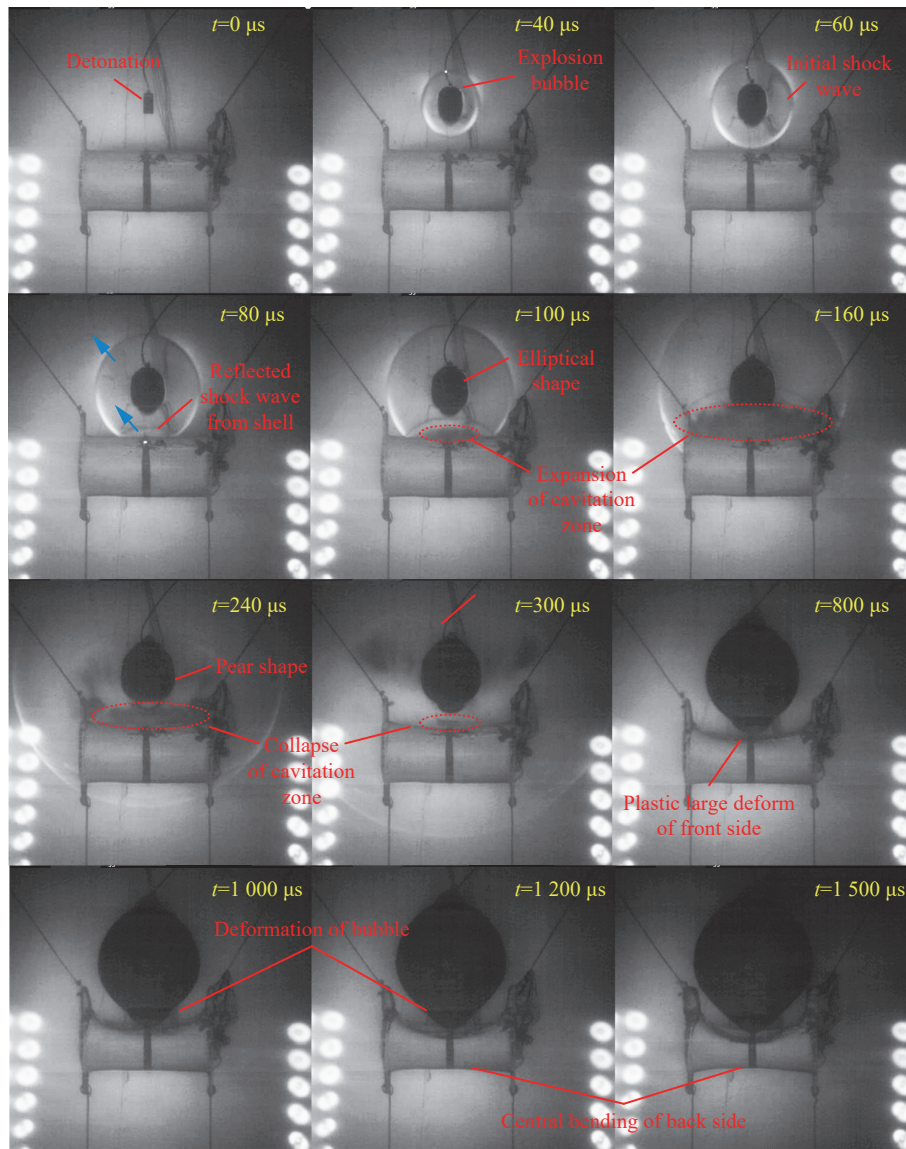 t=0 μs
t=40 μs
t=60 μs
Detonation
Explosion
bubble
Initial shock
wave
t=80 μs
t=100 μs
t=160 μs
Reflected
shock wave
from shell
Elliptical
shape
Expansion
of cavitation
zone
t=240 μs
t=300 μs
t=800 μs
Pear shape
Collapse
of cavitation
zone
Plastic large deform
of front side
t=1 000 μs
t=1 200 μs
t=1 500 μs
Deformation of bubble
Central bending of back side